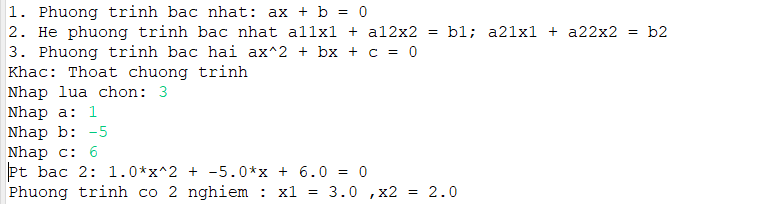 1. Phuong trinh bac nhat: ax + b = 0
2. He phuong trinh bac nhat a11x1 + a12x2 = b1; a21x1 + a22x2 = b2
3. Phuong trinh bac hai ax^2 + bx + c = 0
Khac: Thoat chuong trinh
Nhap lua chon: 3
Nhap a: 1
Nhap b: -5
Nhap c: 6
Pt bac 2: 1.0*x^2 + -5.0*x + 6.0 = 0
Phuong trinh co 2 nghiem : x1 = 3.0 ,x2 = 2.0